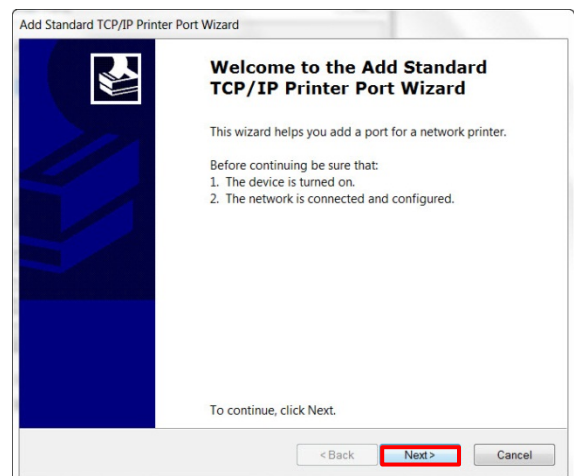 Add Standard TCP/IP Printer Port Wizard
Welcome to the Add Standard
TCP/IP Printer Port Wizard
This wizard helps you add a port for a network printer.
Before continuing be sure that:
1. The device is turned on.
2. The network is connected and configured.
To continue, click Next.
< Back
Next >
Cancel